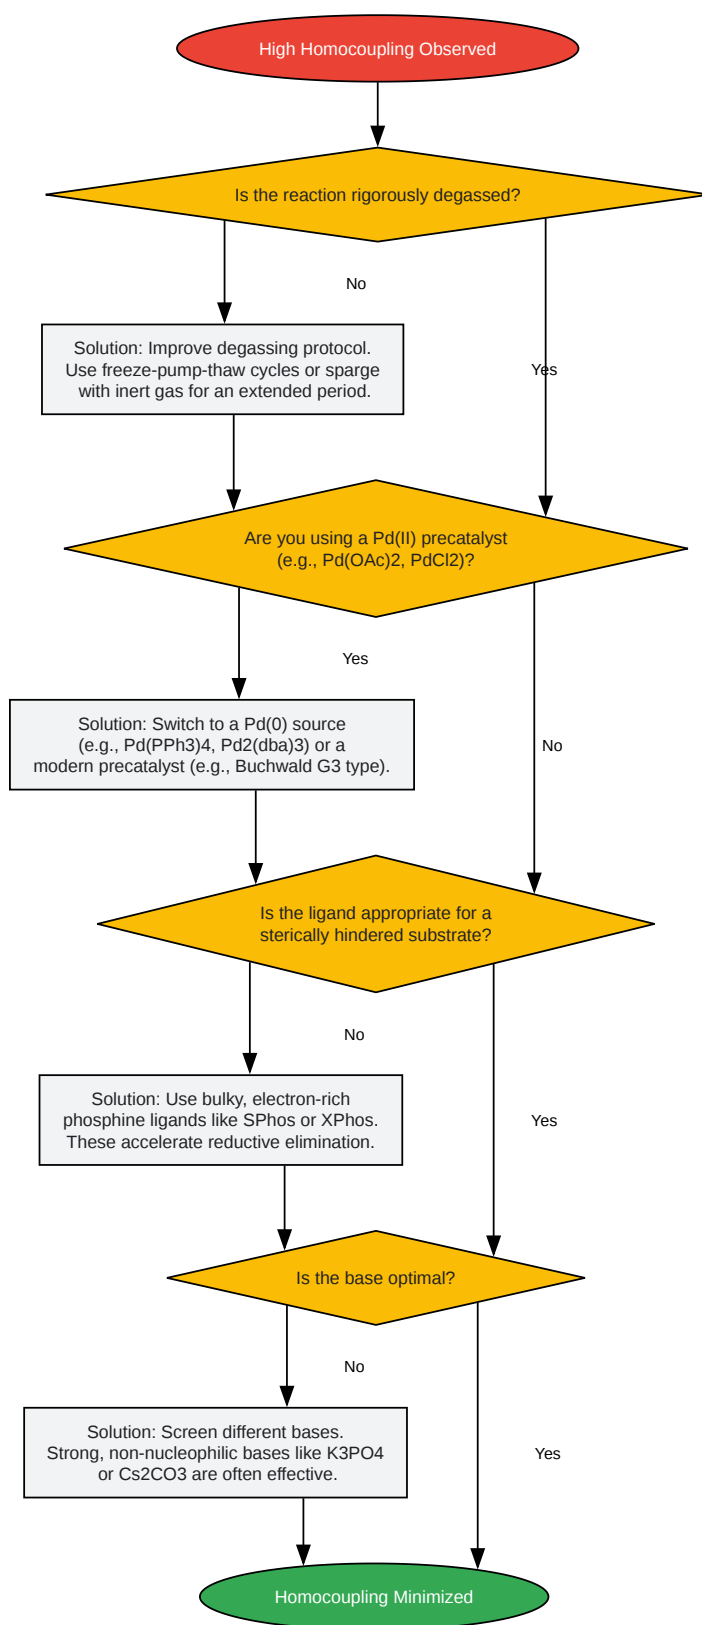 High Homocoupling Observed
Is the reaction rigorously degassed?
No
Solution: Improve degassing protocol.
Use freeze-pump-thaw cycles or sparge
with inert gas for an extended period.
Yes
Are you using a Pd(II) precatalyst
(e.g., Pd(OAc)2, PdCl2)?
Yes
Solution: Switch to a Pd(0) source
(e.g., Pd(PPh3)4, Pd2(dba)3) or a
modern precatalyst (e.g., Buchwald G3 type).
No
Is the ligand appropriate for a
sterically hindered substrate?
No
Solution: Use bulky, electron-rich
phosphine ligands like SPhos or XPhos.
These accelerate reductive elimination.
Yes
Is the base optimal?
No
Solution: Screen different bases.
Strong, non-nucleophilic bases like K3PO4
or Cs2CO3 are often effective.
Yes
Homocoupling Minimized